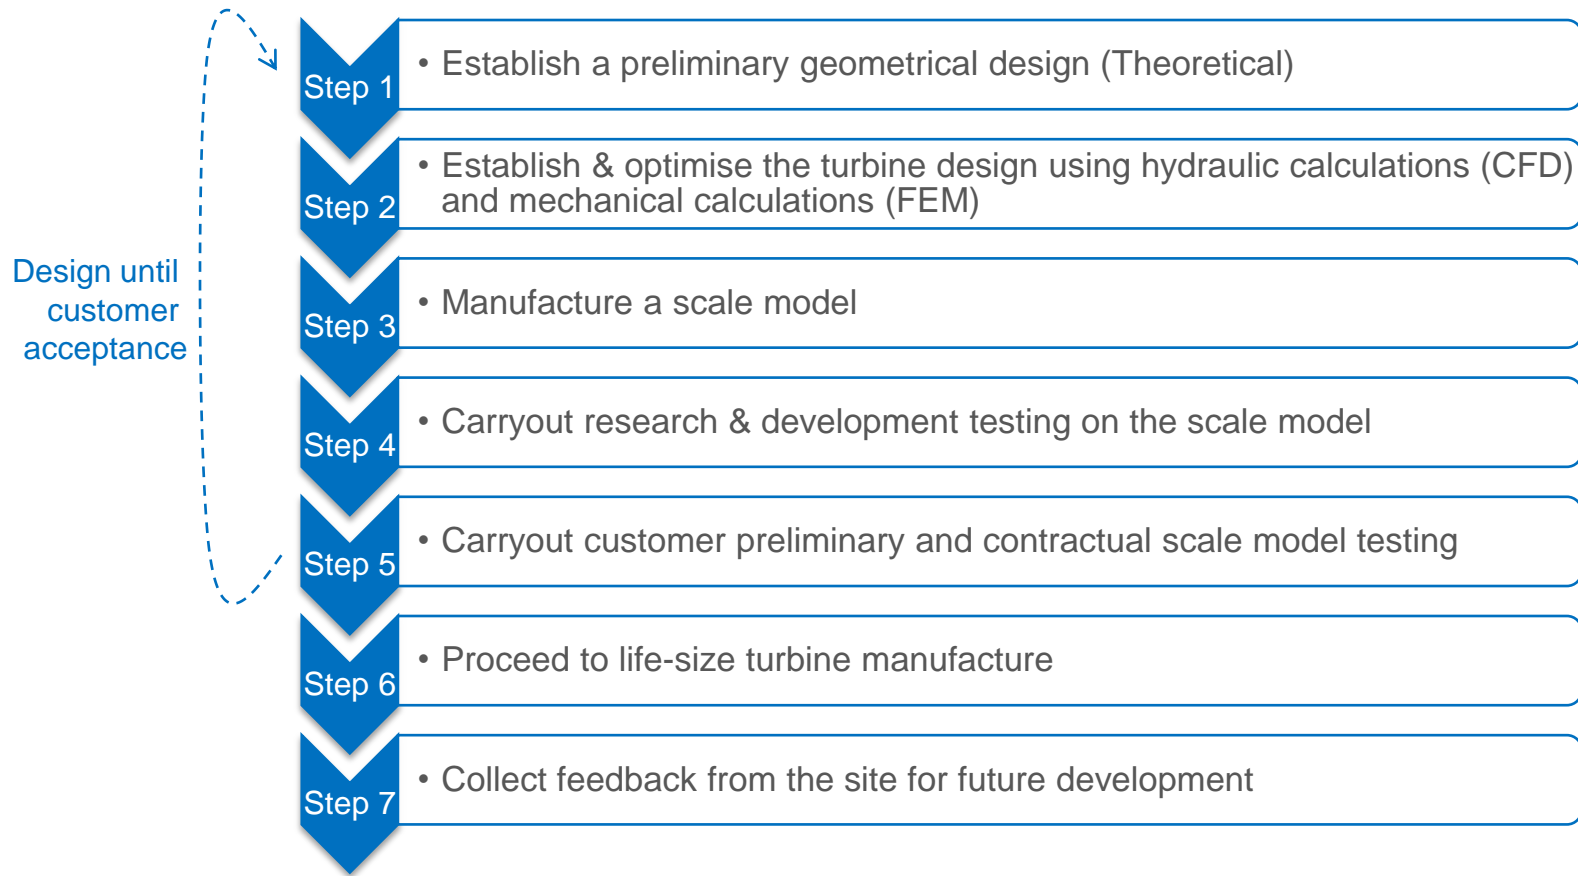 Step 1
• Establish a preliminary geometrical design (Theoretical)
Step 2
• Establish & optimise the turbine design using hydraulic calculations (CFD)
and mechanical calculations (FEM)
Design until
customer
acceptance
Step 3
• Manufacture a scale model
Step 4
• Carryout research & development testing on the scale model
Step 5
• Carryout customer preliminary and contractual scale model testing
Step 6
• Proceed to life-size turbine manufacture
Step 7
• Collect feedback from the site for future development